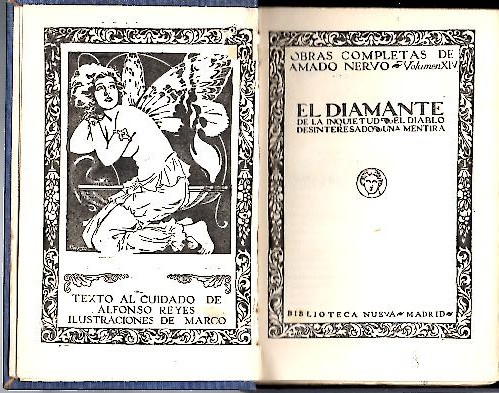 TEXTO AL CUIDADO DE
ALFONSO REYES
ILUSTRACIONES DE MARCO
OBRAS COMPLETAS DE
AMADO NERVO Volumen XIV
EL DIAMANTE
DE LA INQUIETUD EL DIABLO
DESINTERESADO UNA MENTIRA
BIBLIOTECA NUEVA MADRID